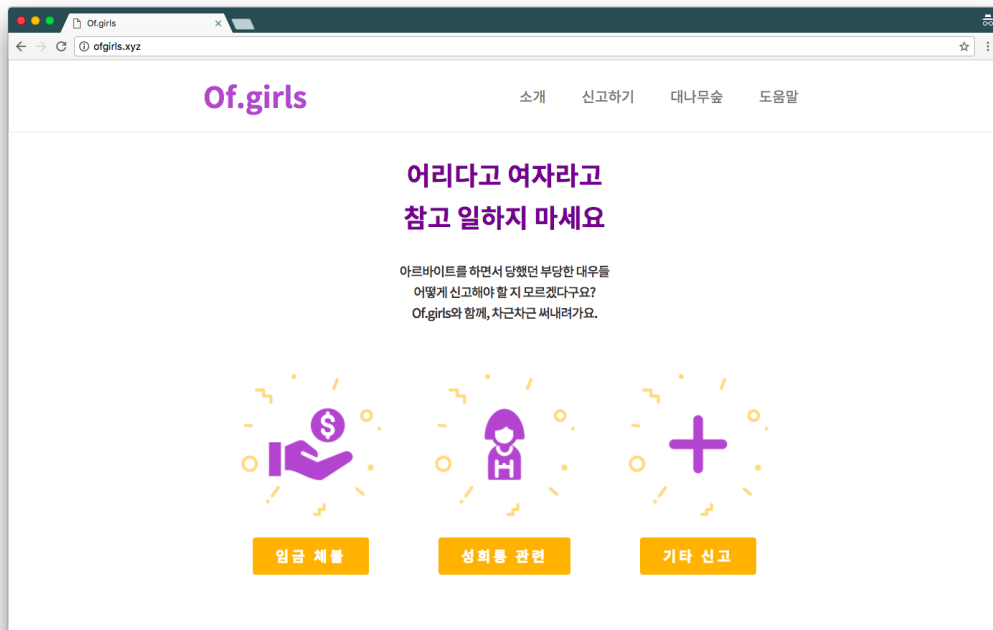 Of.girls
ofgirls.xyz
Of.girls
소개 신고하기 대나무숲 도움말
어리다고 여자라고
참고 일하지 마세요
아르바이트를 하면서 당했던 부당한 대우들
어떻게 신고해야 할 지 모르겠다구요?
Of.girls와 함께, 차근차근 써내려가요.
임금 체불 성희롱 관련 기타 신고